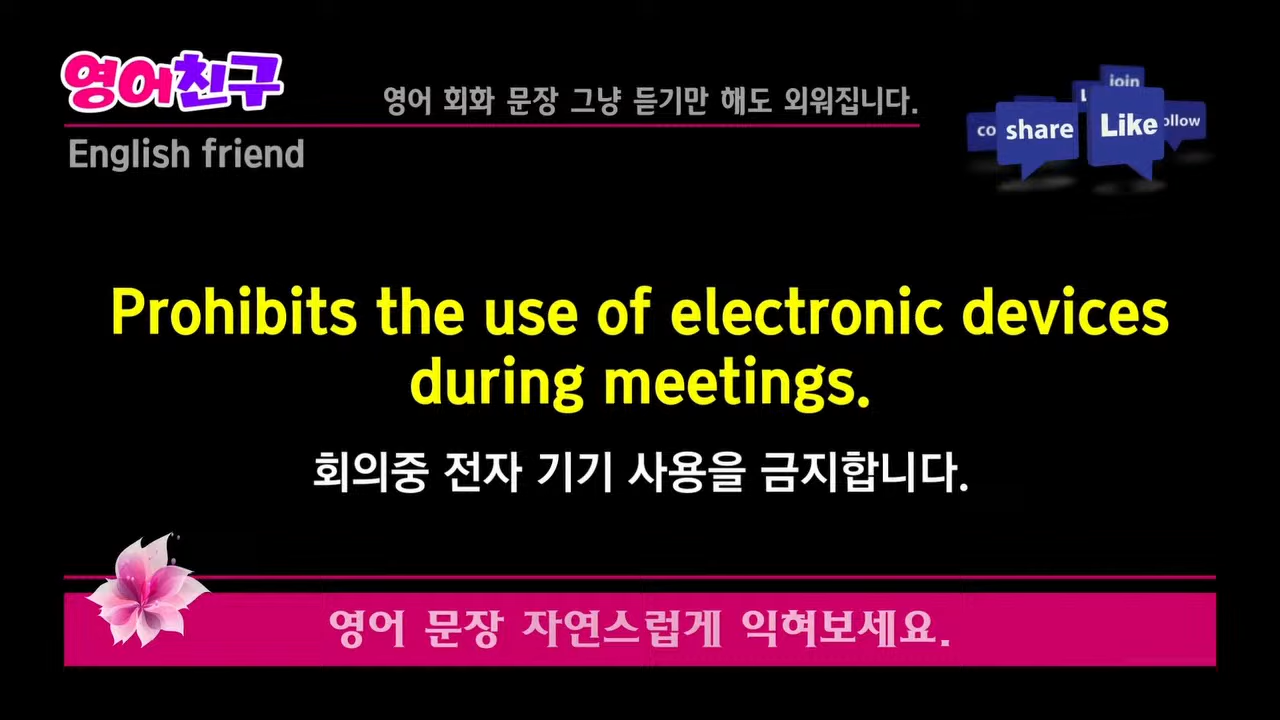 영어친구
영어 회화 문장 그냥 듣기만 해도 외워집니다.
English friend
join
co
share
Like
ollow
Prohibits the use of electronic devices
during meetings.
회의중 전자 기기 사용을 금지합니다.
영어 문장 자연스럽게 익혀보세요.